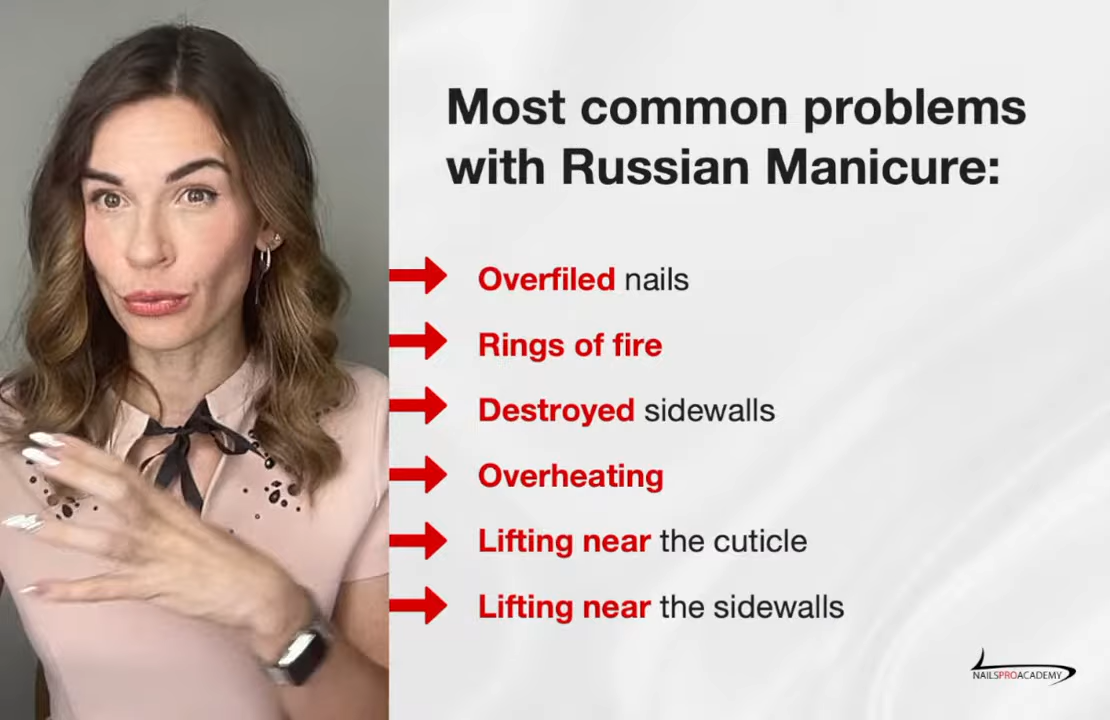 Most common problems
with Russian Manicure:
Overfiled nails
Rings of fire
Destroyed sidewalls
Overheating
Lifting near the cuticle
Lifting near the sidewalls
NAILSPROACADEMY